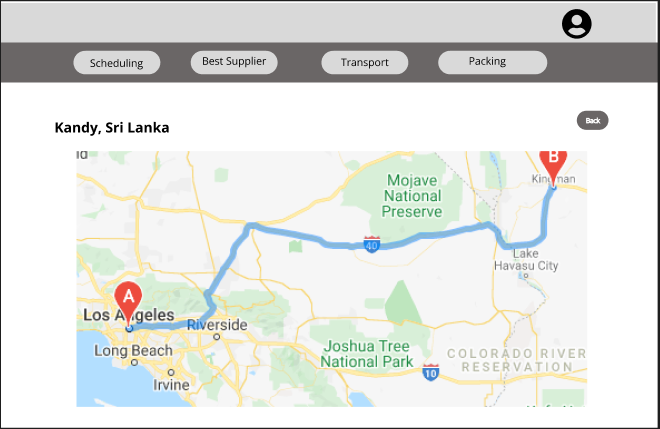 Scheduling
Best Supplier
Transport
Packing
Back
Kandy, Sri Lanka
B
Kingman
Mojave
National
Preserve
40
Lake
Havasu City
A
Los Angeles
Riverside
Long Beach
Irvine
Joshua Tree
National Park
10
COLORADO RIVER
RESERVATION